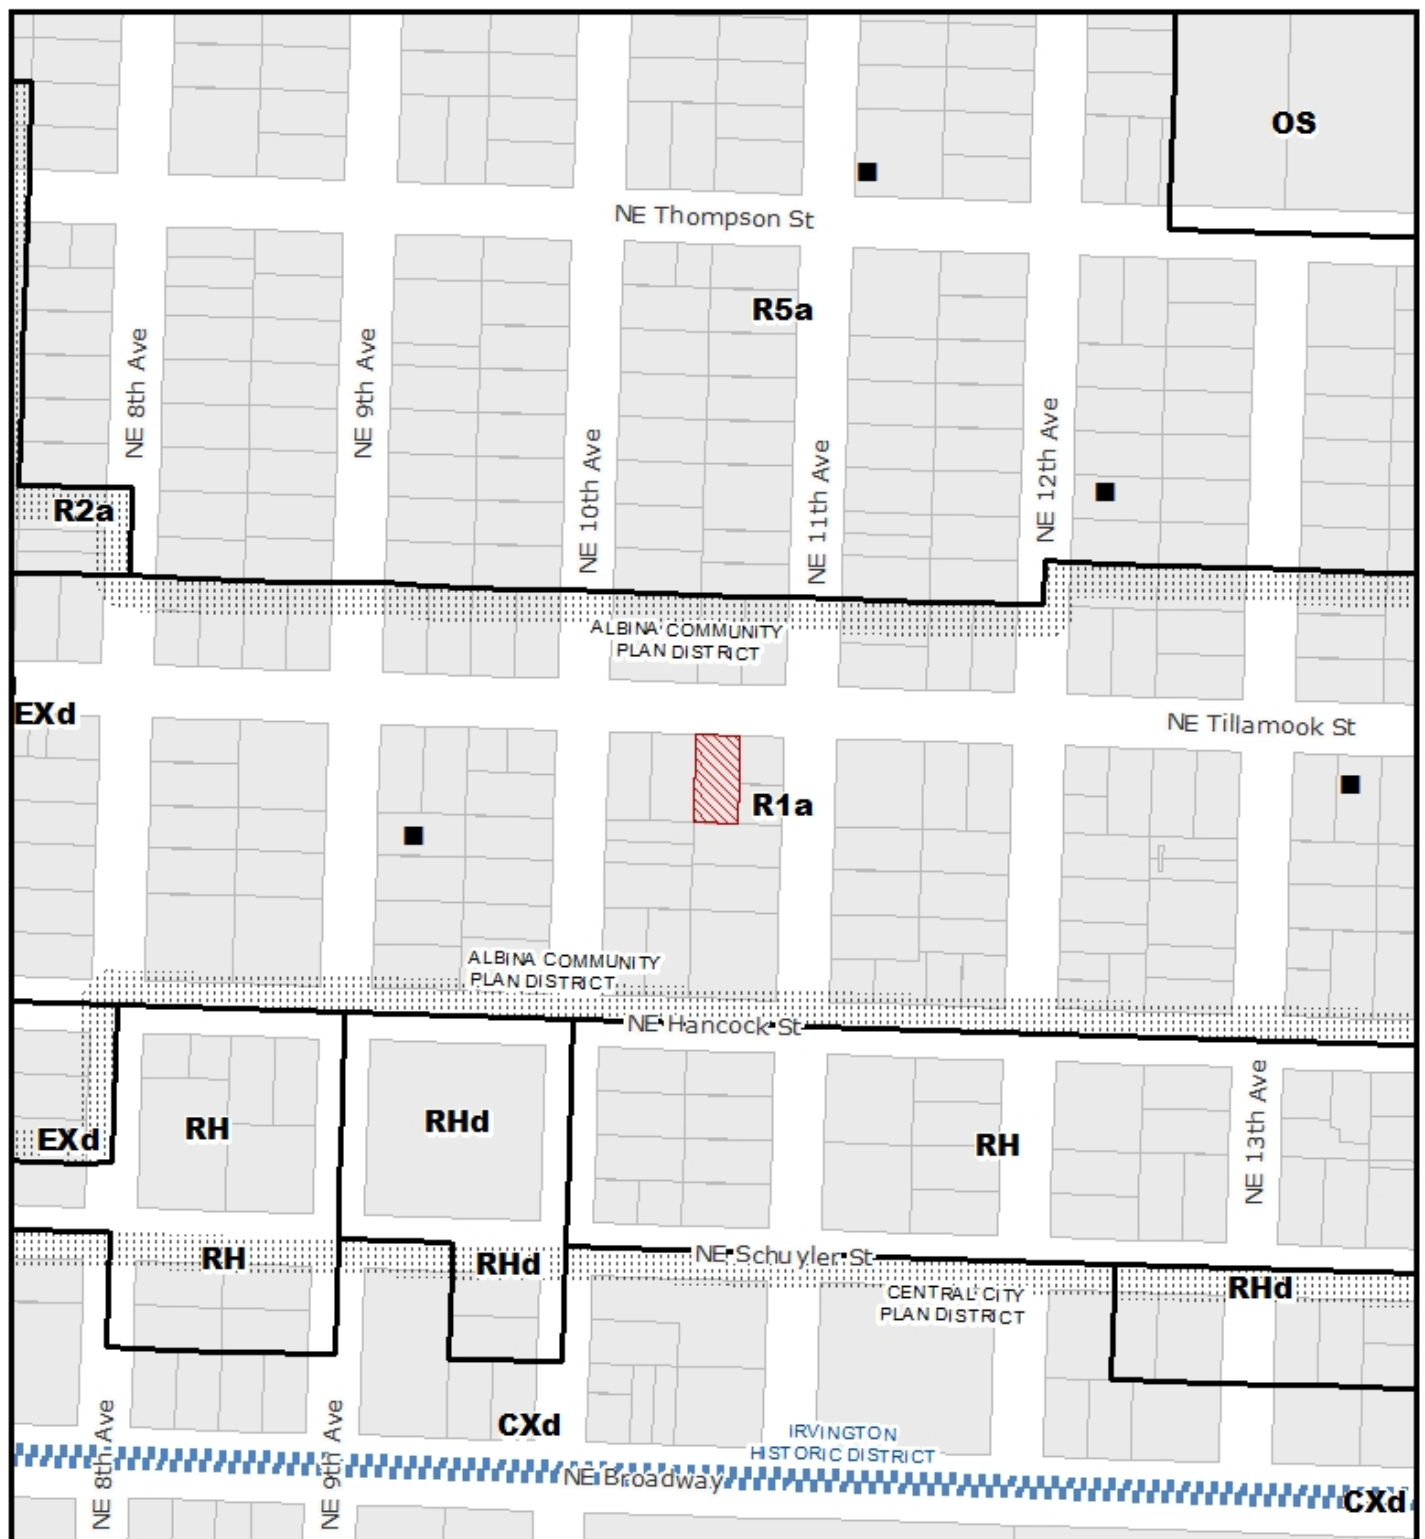 OS
NE Thompson St
R5a
NE 8th Ave
NE 9th Ave
NE 10th Ave
NE 11th Ave
NE 12th Ave
R2a
ALBINA COMMUNITY
PLAN DISTRICT
EXd
NE Tillamook St
R1a
ALBINA COMMUNITY
PLAN DISTRICT
NE Hancock St
RH
RHd
EXd
RH
NE 13th Ave
RH
RHd
NE Schuyler St
CENTRAL CITY
PLAN DISTRICT
RHd
NE 8th Ave
NE 9th Ave
CXd
IRVINGTON
HISTORIC DISTRICT
NE Broadway
CXd